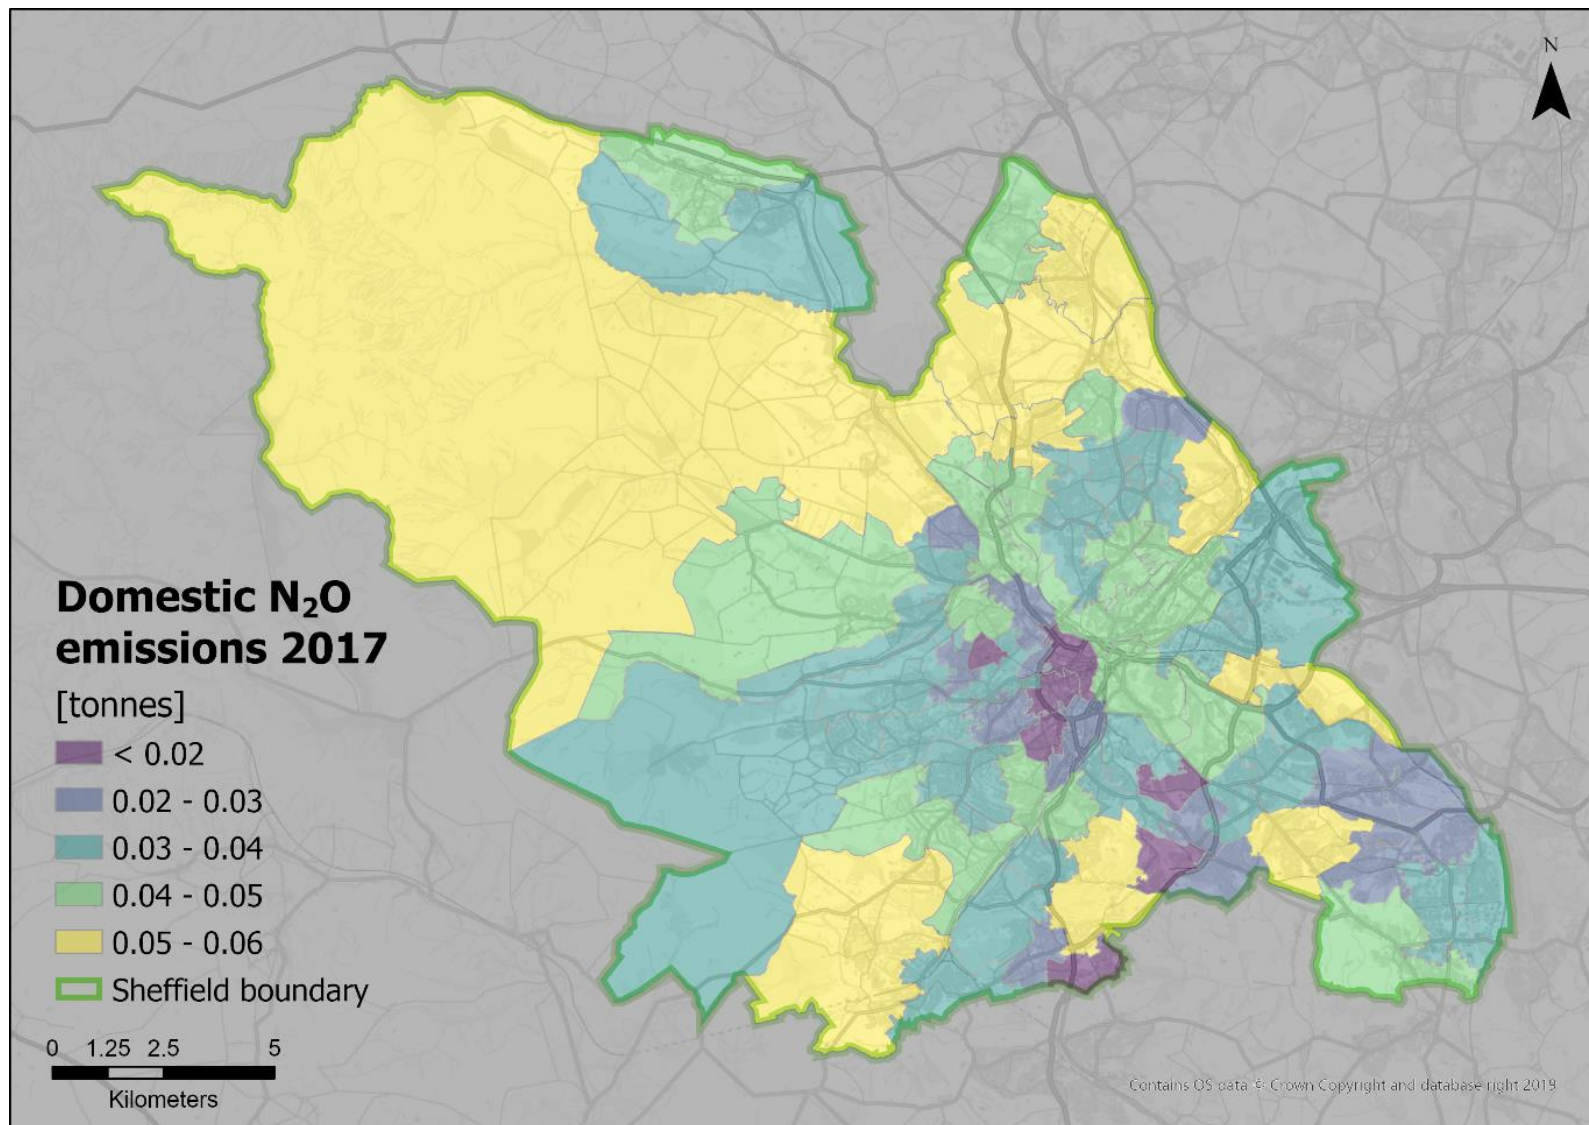 N
Domestic N₂O
emissions 2017
[tonnes]
< 0.02
0.02 - 0.03
0.03 - 0.04
0.04 - 0.05
0.05 - 0.06
Sheffield boundary
0 1.25 2.5 5
Kilometers
Contains OS data © Crown Copyright and database right 2019